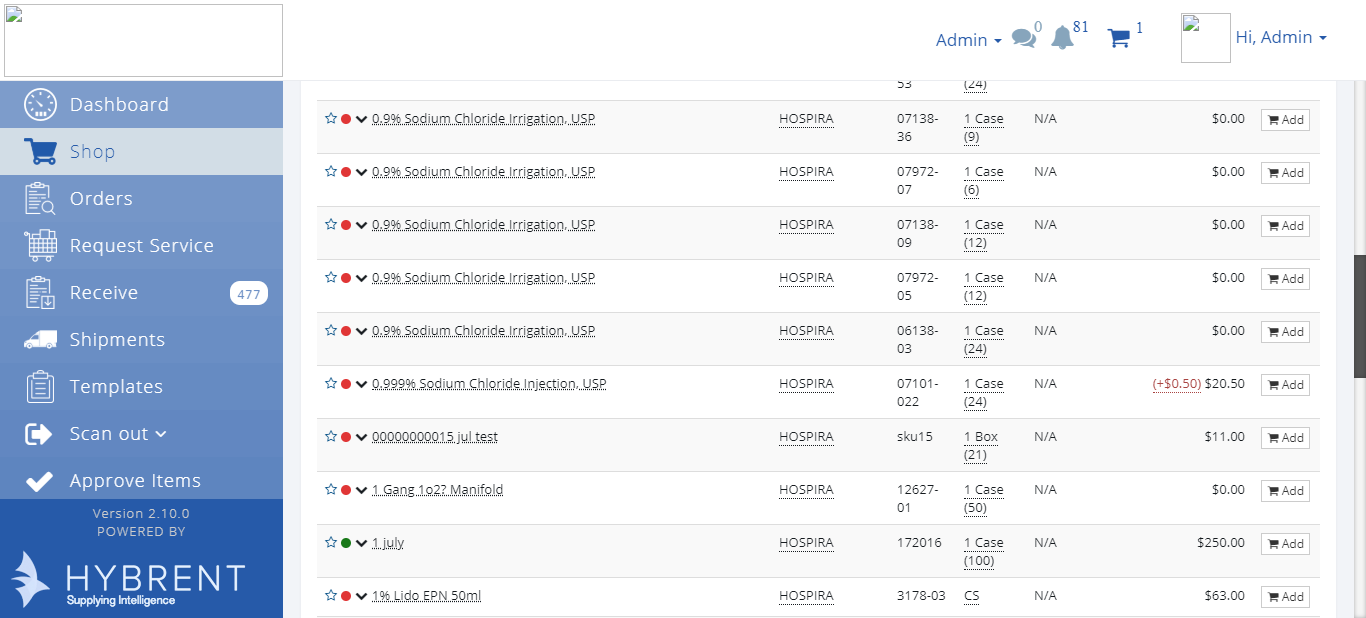 Admin
0
81
1
Hi, Admin
Dashboard
Shop
Orders
Request Service
Receive 477
Shipments
Templates
Scan out
Approve Items
Version 2.10.0
POWERED BY
HYBRENT
Supplying Intelligence
53 (24)
0.9% Sodium Chloride Irrigation, USP HOSPIRA 07138- 1 Case N/A $0.00 Add
36 (9)
0.9% Sodium Chloride Irrigation, USP HOSPIRA 07972- 1 Case N/A $0.00 Add
07 (6)
0.9% Sodium Chloride Irrigation, USP HOSPIRA 07138- 1 Case N/A $0.00 Add
09 (12)
0.9% Sodium Chloride Irrigation, USP HOSPIRA 07972- 1 Case N/A $0.00 Add
05 (12)
0.9% Sodium Chloride Irrigation, USP HOSPIRA 06138- 1 Case N/A $0.00 Add
03 (24)
0.999% Sodium Chloride Injection, USP HOSPIRA 07101- 1 Case N/A (+$0.50) $20.50 Add
022 (24)
00000000015 jul test HOSPIRA sku15 1 Box N/A $11.00 Add
(21)
1 Gang 1o2? Manifold HOSPIRA 12627- 1 Case N/A $0.00 Add
01 (50)
1 july HOSPIRA 172016 1 Case N/A $250.00 Add
(100)
1% Lido EPN 50ml HOSPIRA 3178-03 CS N/A $63.00 Add